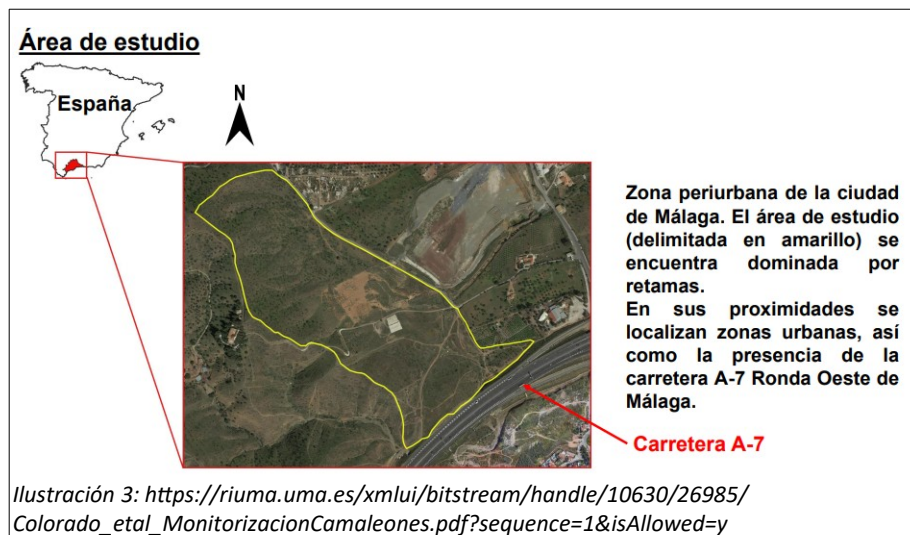 Área de estudio
España
N
Zona periurbana de la ciudad
de Málaga. El área de estudio
(delimitada en amarillo) se
encuentra dominada por
retamas.
En sus proximidades se
localizan zonas urbanas, así
como la presencia de la
carretera A-7 Ronda Oeste de
Málaga.
Carretera A-7
Ilustración 3: https://riuma.uma.es/xmlui/bitstream/handle/10630/26985/
Colorado_etal_MonitorizacionCamaleones.pdf?sequence=1&isAllowed=y